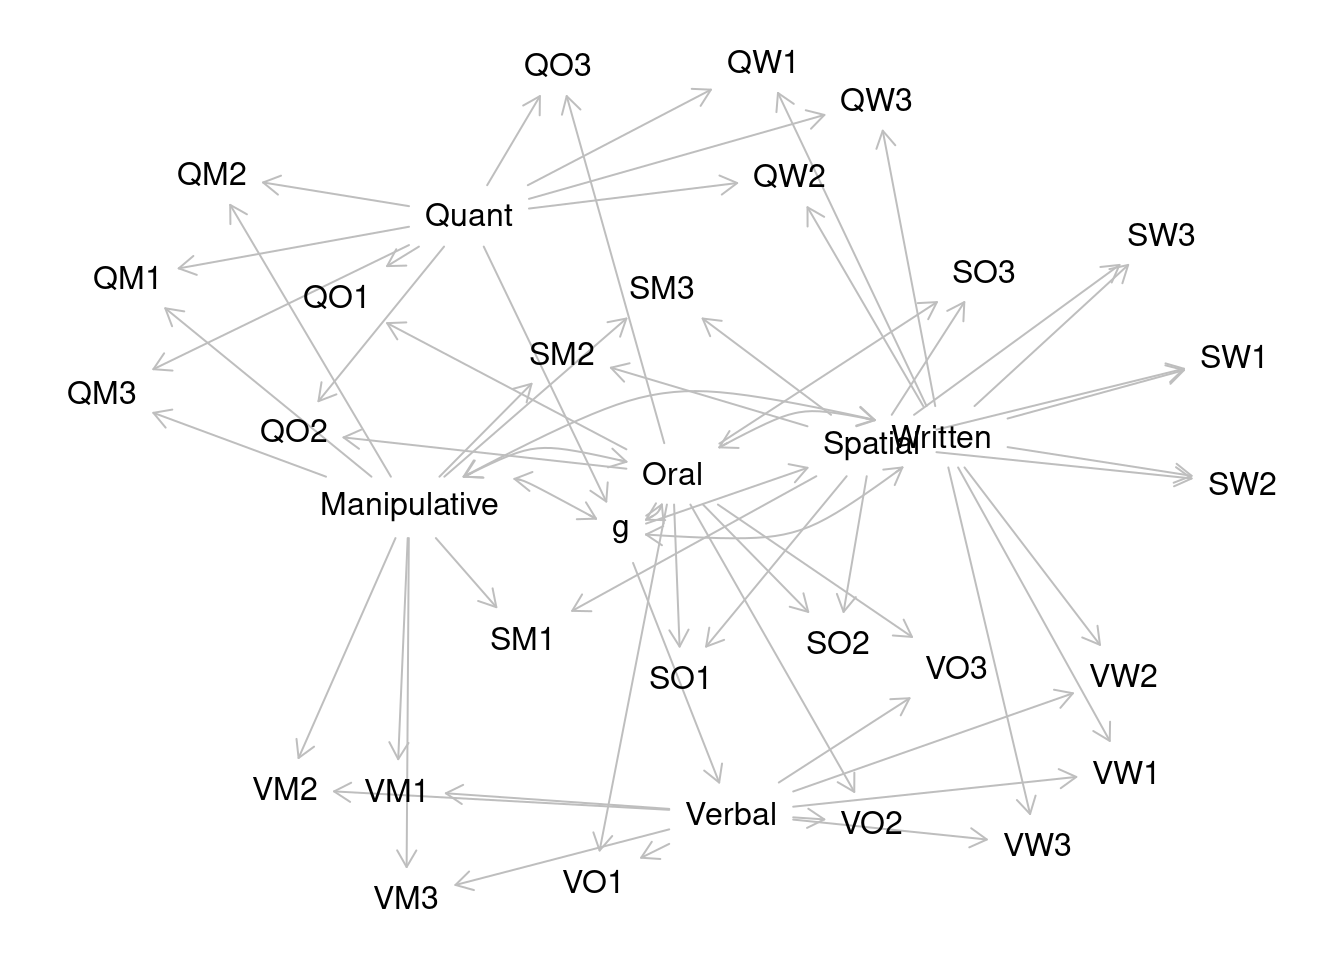 QO3
QW1
QW3
QM2
QW2
Quant
SW3
SO3
QM1
SM3
QO1
SM2
SW1
QM3
QO2
Spatial
Written
Oral
SW2
Manipulative
g
SM1
SO2
VO3
SO1
VW2
VW1
VM2
VM1
Verbal
VO2
VW3
VO1
VM3